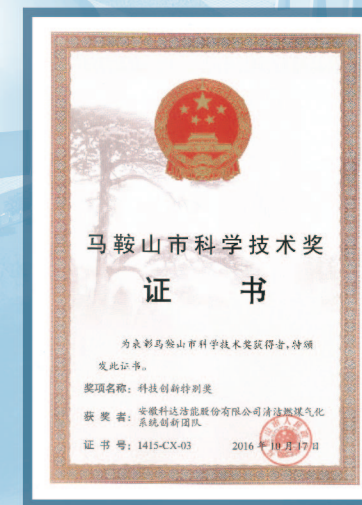 马鞍山市科学技术奖
证 书
为表彰马鞍山市科学技术奖获得者，特颁
发此证书。
奖项名称：科技创新特别奖
获 奖 者：安徽科达洁能股份有限公司清洁燃煤气化
系统创新团队
证 书 号：1415-CX-03 2016年10月17日